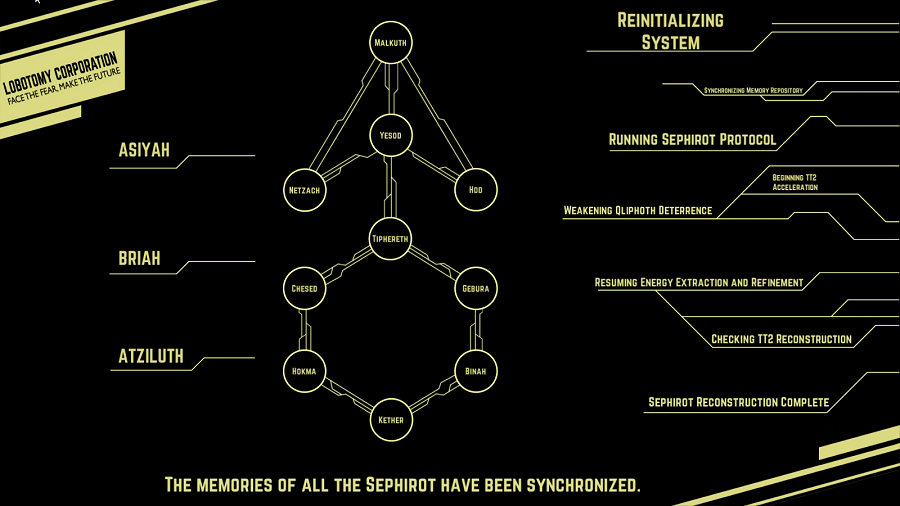 LOBOTOMY CORPORATION
FACE THE FEAR, MAKE THE FUTURE
ASIYAH
BRIAH
ATZILUTH
MALKUTH
YESOD
NETZACH
HOD
TIPHERETH
CHESED
GEBURA
HOKMA
BINAH
KETHER
REINITIALIZING
SYSTEM
SYNCHRONIZING MEMORY REPOSITORY
RUNNING SEPHIROT PROTOCOL
BEGINNING TT2
ACCELERATION
WEAKENING QLIPHOTH DETERRENCE
RESUMING ENERGY EXTRACTION AND REFINEMENT
CHECKING TT2 RECONSTRUCTION
SEPHIROT RECONSTRUCTION COMPLETE
THE MEMORIES OF ALL THE SEPHIROT HAVE BEEN SYNCHRONIZED.